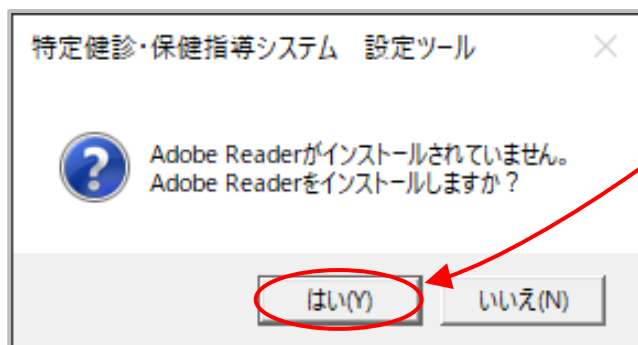 特定健診・保健指導システム　設定ツール
Adobe Readerがインストールされていません。
Adobe Readerをインストールしますか？
はい(Y)
いいえ(N)